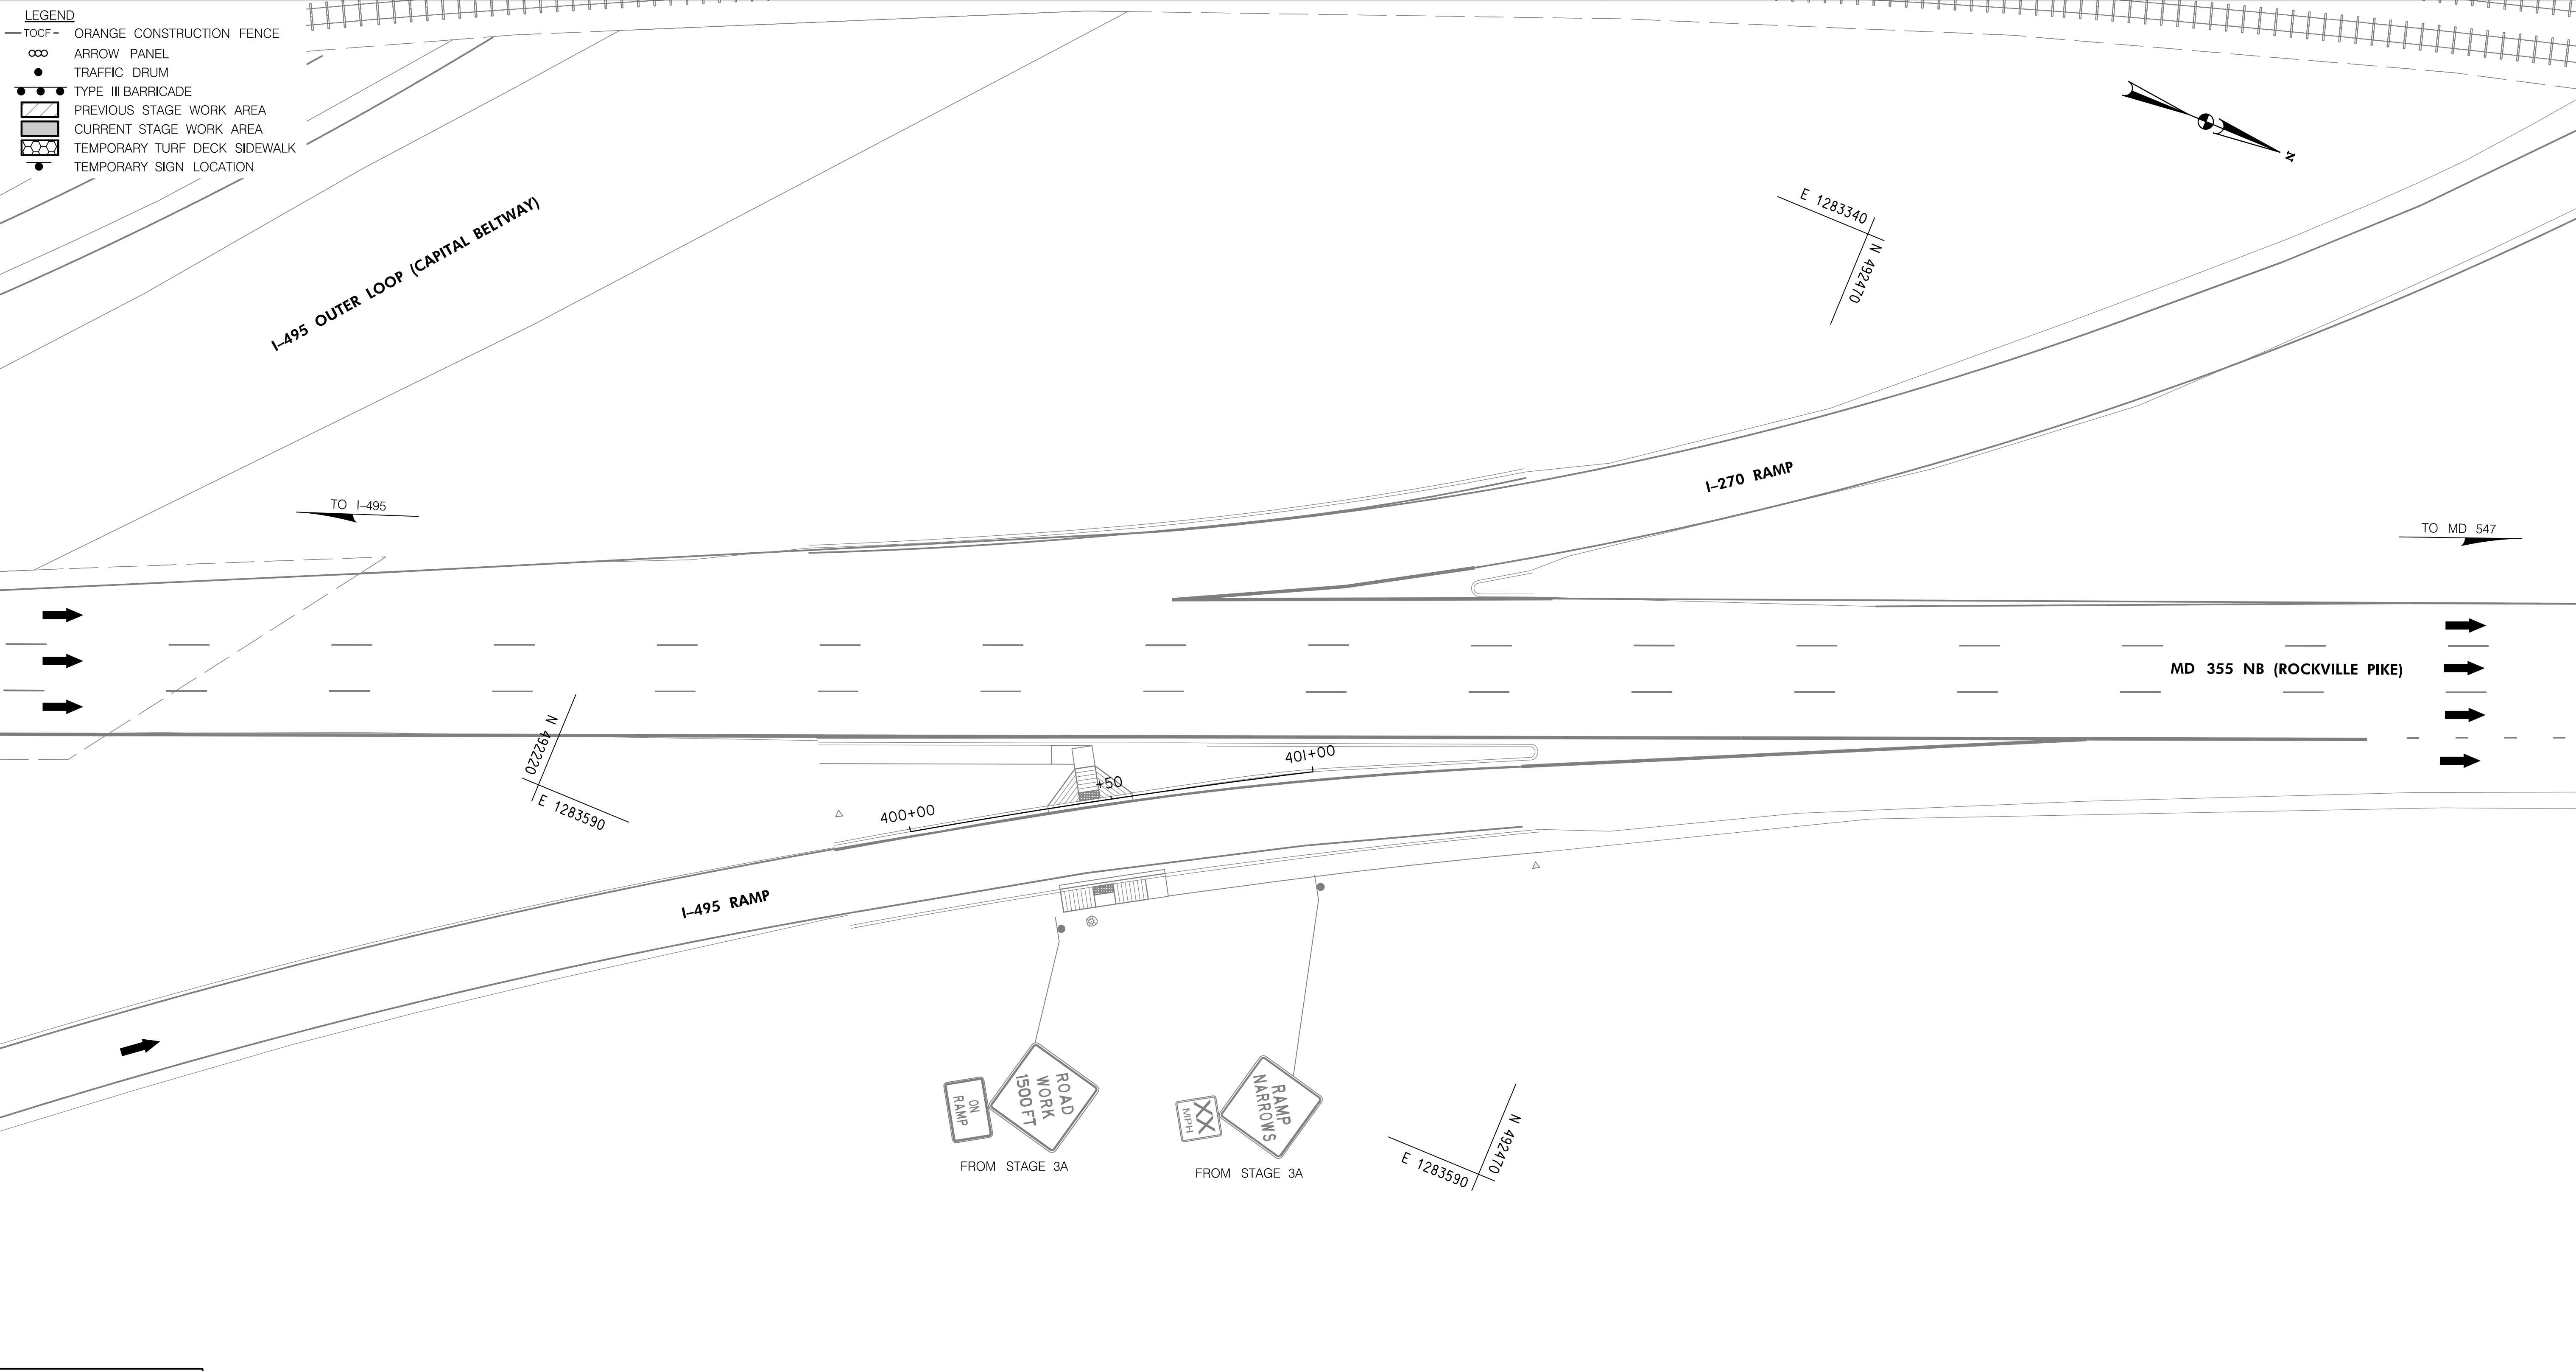 LEGEND
TOCF ORANGE CONSTRUCTION FENCE
ARROW PANEL
TRAFFIC DRUM
TYPE III BARRICADE
PREVIOUS STAGE WORK AREA
CURRENT STAGE WORK AREA
TEMPORARY TURF DECK SIDEWALK
TEMPORARY SIGN LOCATION
N
E 1283340
N 492470
I-495 OUTER LOOP (CAPITAL BELTWAY)
I-270 RAMP
TO I-495
TO MD 547
MD 355 NB (ROCKVILLE PIKE)
N 492220
E 1283590
400+00
+50
401+00
I-495 RAMP
ROAD
WORK
1500 FT
ON
RAMP
FROM STAGE 3A
RAMP
NARROWS
XX
MPH
FROM STAGE 3A
N 492470
E 1283590